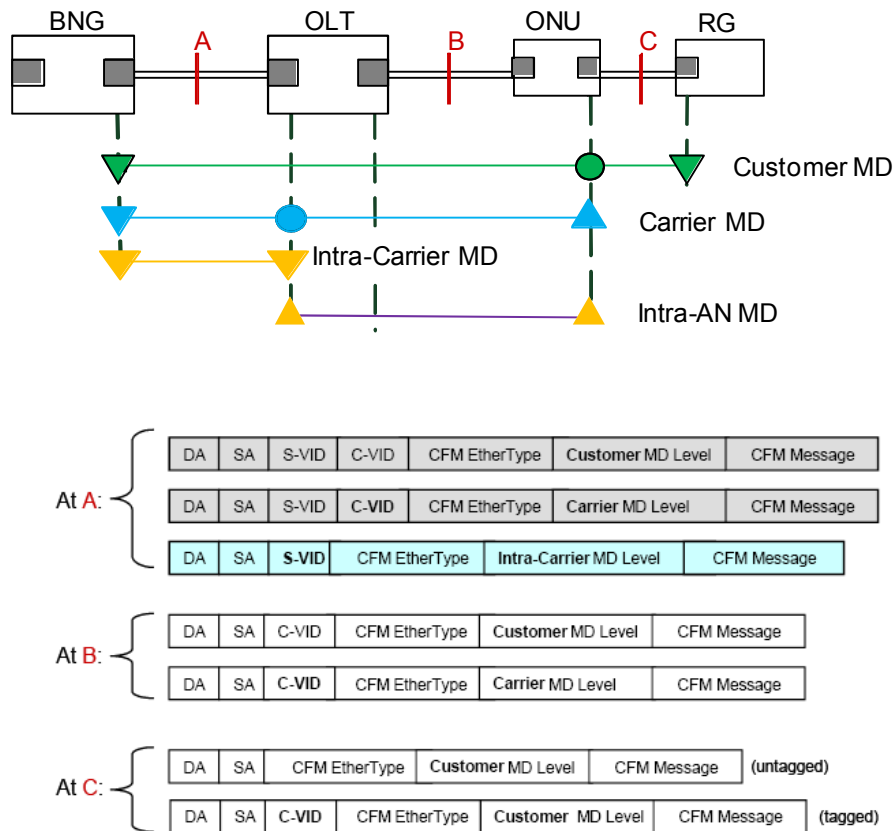 BNG OLT ONU RG
A B C
Customer MD
Carrier MD
Intra-Carrier MD
Intra-AN MD
DA SA S-VID C-VID CFM EtherType Customer MD Level CFM Message
At A:
DA SA S-VID C-VID CFM EtherType Carrier MD Level CFM Message
DA SA S-VID CFM EtherType Intra-Carrier MD Level CFM Message
DA SA C-VID CFM EtherType Customer MD Level CFM Message
At B:
DA SA C-VID CFM EtherType Carrier MD Level CFM Message
DA SA CFM EtherType Customer MD Level CFM Message (untagged)
At C:
DA SA C-VID CFM EtherType Customer MD Level CFM Message (tagged)